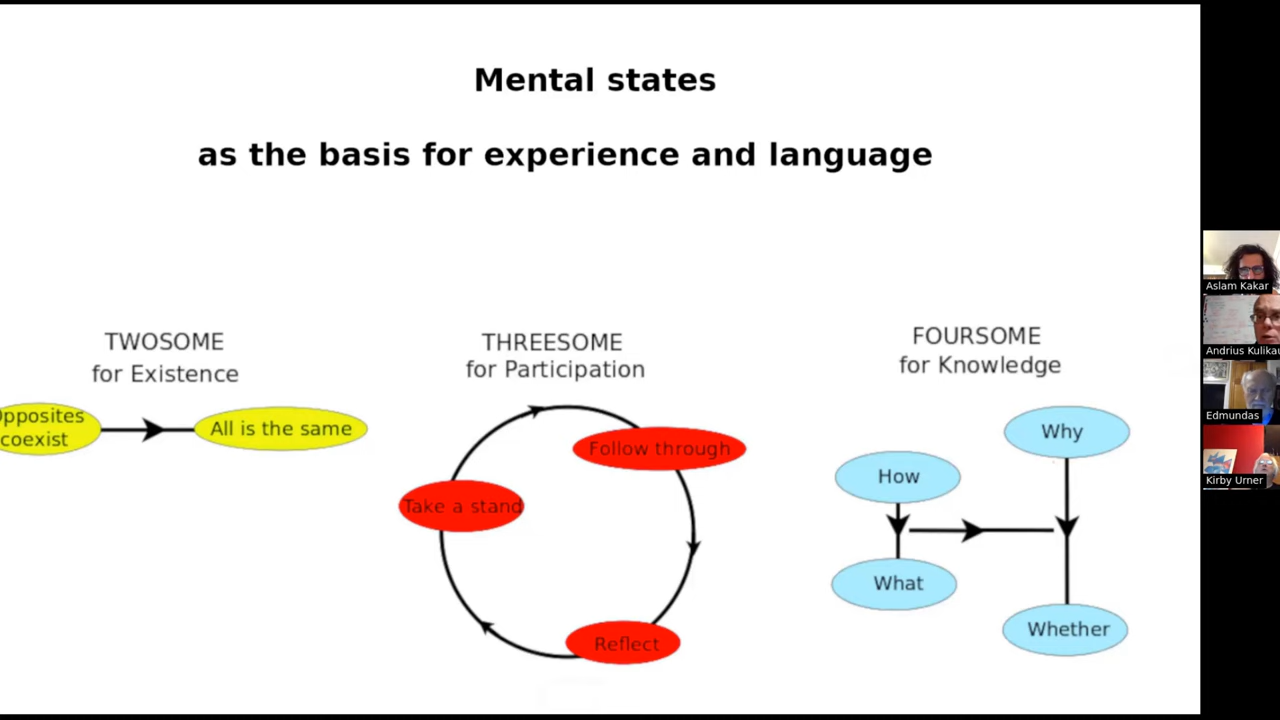 Mental states
as the basis for experience and language
TWOSOME
for Existence
Opposites
coexist
All is the same
THREESOME
for Participation
Follow through
Take a stand
Reflect
FOURSOME
for Knowledge
Why
How
What
Whether
Aslam Kakar
Andrius Kulikau
Edmundas
Kirby Urner